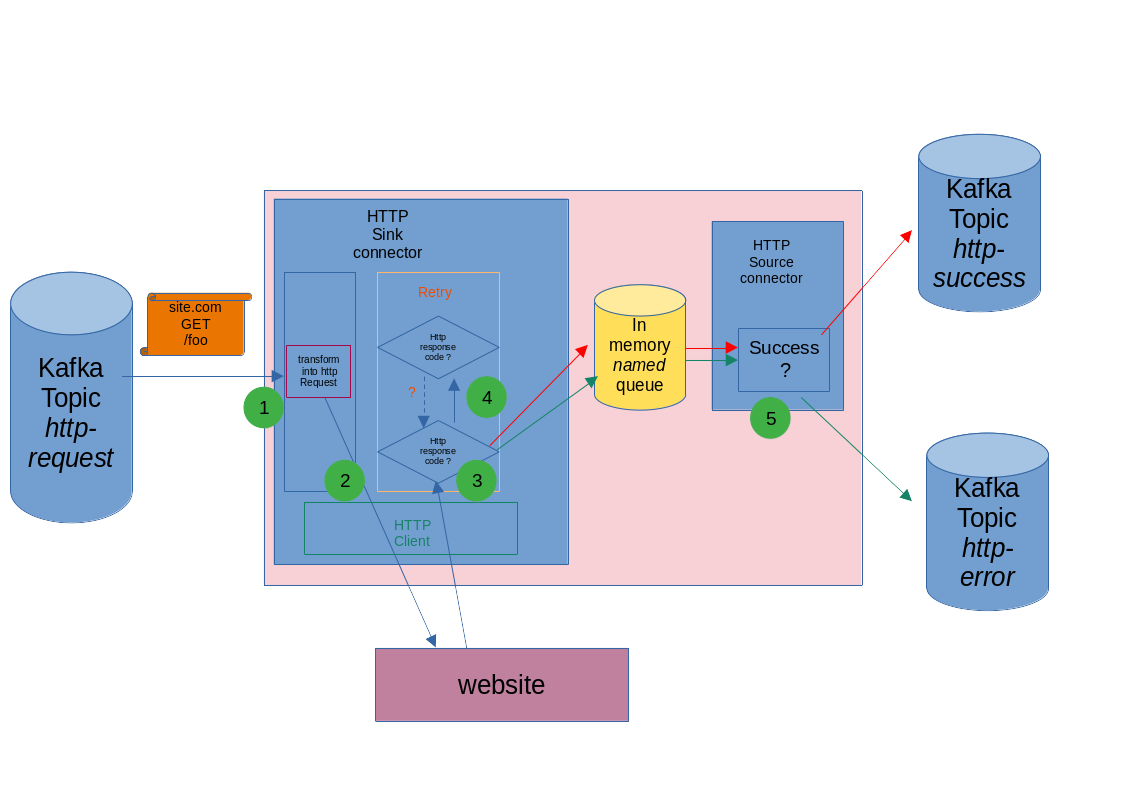 Kafka
Topic
http-
request
site.com
GET
/foo
1
HTTP
Sink
connector
transform
into http
Request
Retry
Http
response
code ?
?
4
Http
response
code ?
2
3
HTTP
Client
In
memory
named
queue
HTTP
Source
connector
Success
?
5
Kafka
Topic
http-
success
Kafka
Topic
http-
error
website